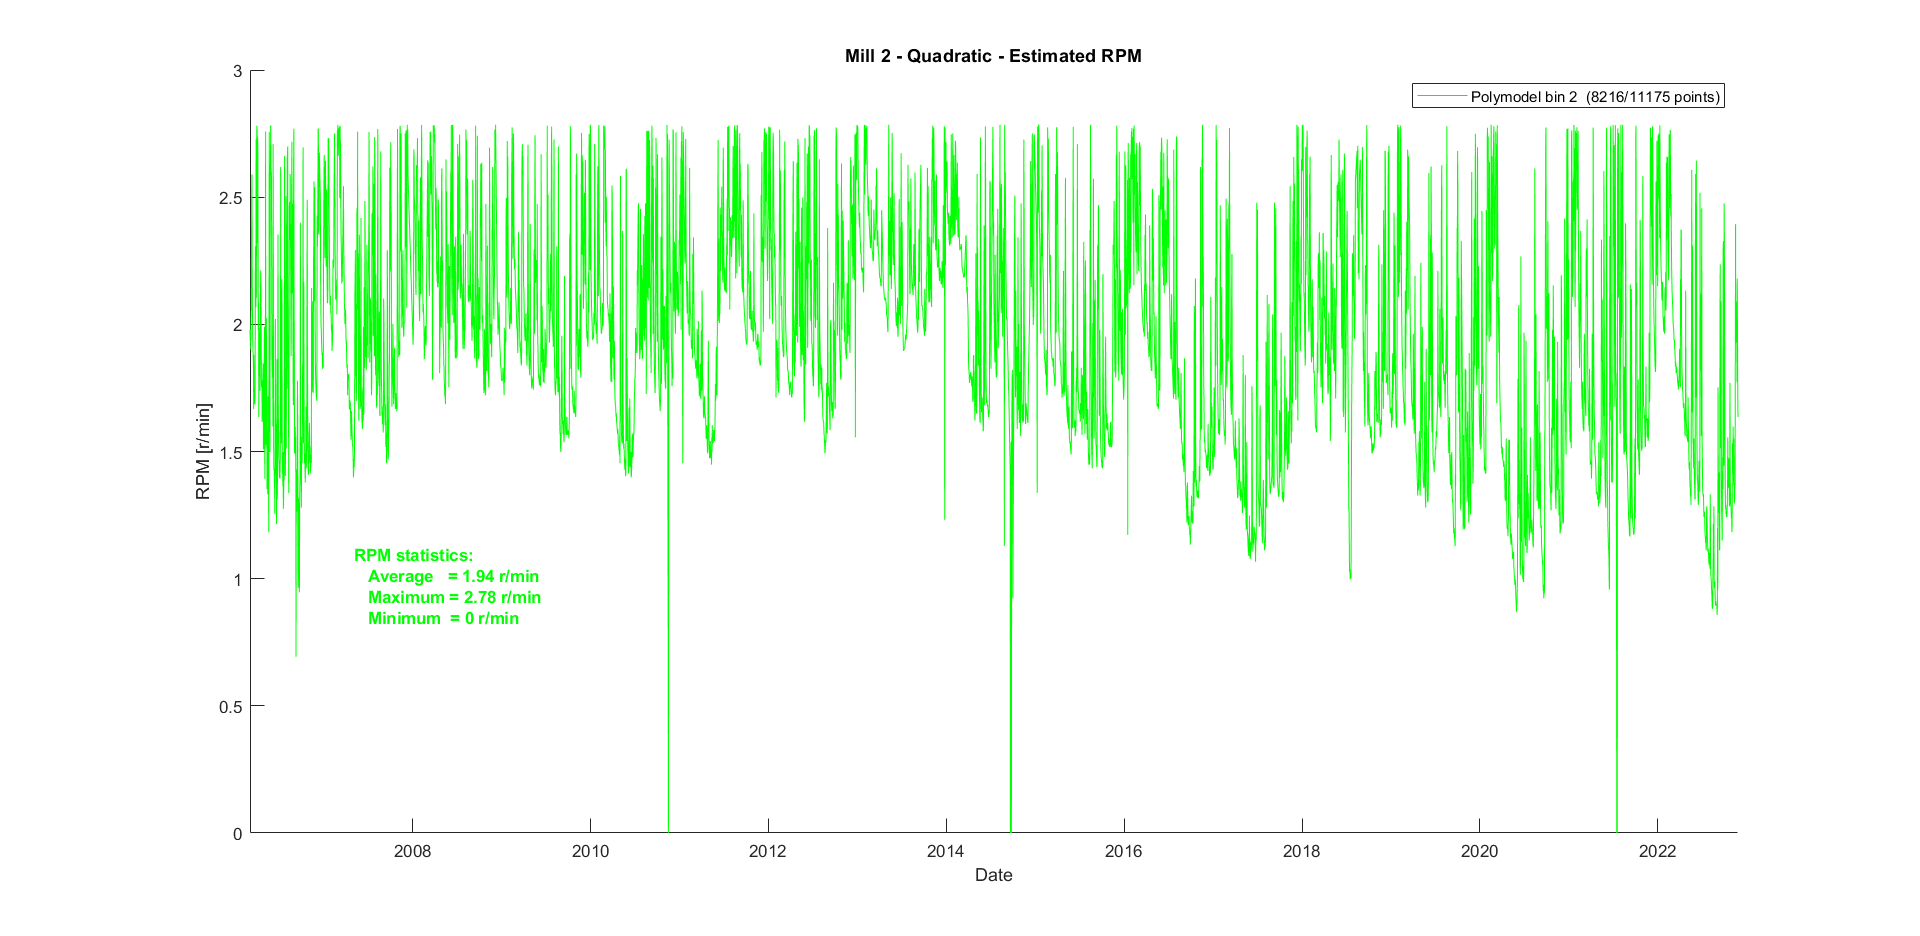 Mill 2 - Quadratic - Estimated RPM
Polymodel bin 2  (8216/11175 points)
3
2.5
2
1.5
1
0.5
0
RPM [r/min]
RPM statistics:
Average   = 1.94 r/min
Maximum = 2.78 r/min
Minimum  = 0 r/min
2008 2010 2012 2014 2016 2018 2020 2022
Date